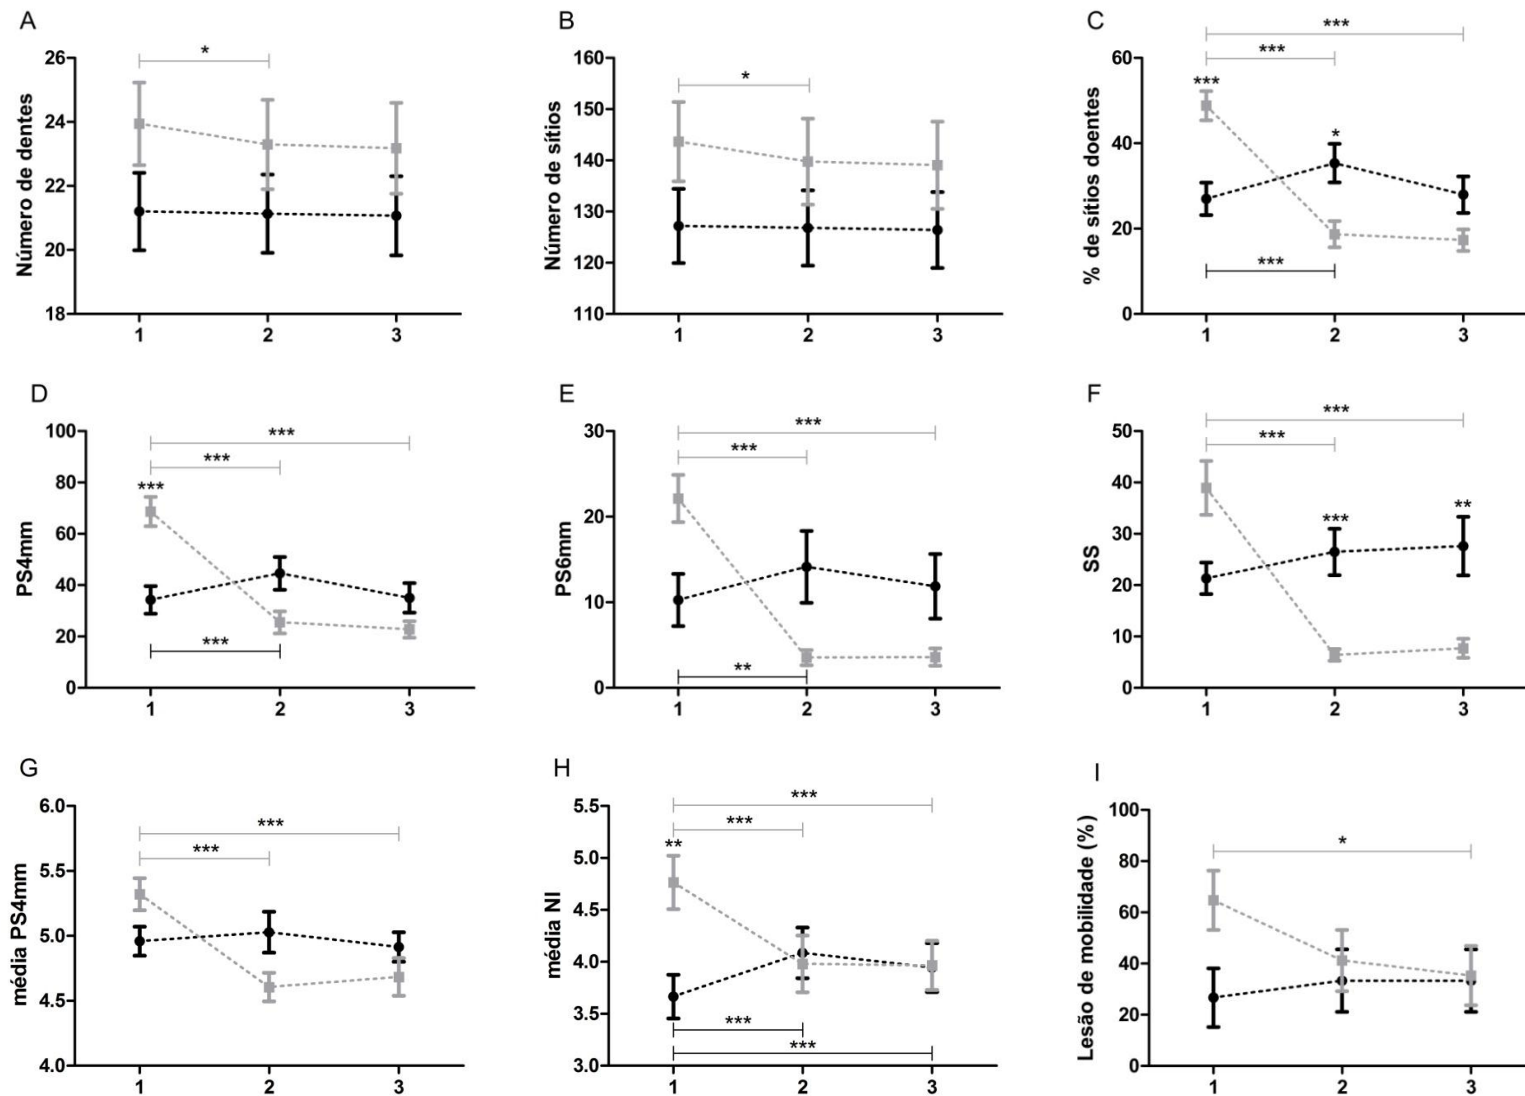 A
Número de dentes
26
24
22
20
18
*
1 2 3
B
Número de sítios
160
150
140
130
120
110
*
1 2 3
C
% de sítios doentes
60
40
20
0
***
***
***
*
***
1 2 3
D
PS4mm
100
80
60
40
20
0
***
***
***
***
1 2 3
E
PS6mm
30
20
10
0
***
***
**
1 2 3
F
SS
50
40
30
20
10
0
***
***
***
**
1 2 3
G
média PS4mm
6.0
5.5
5.0
4.5
4.0
***
***
1 2 3
H
média NI
5.5
5.0
4.5
4.0
3.5
3.0
***
***
**
***
***
1 2 3
I
Lesão de mobilidade (%)
100
80
60
40
20
0
*
1 2 3